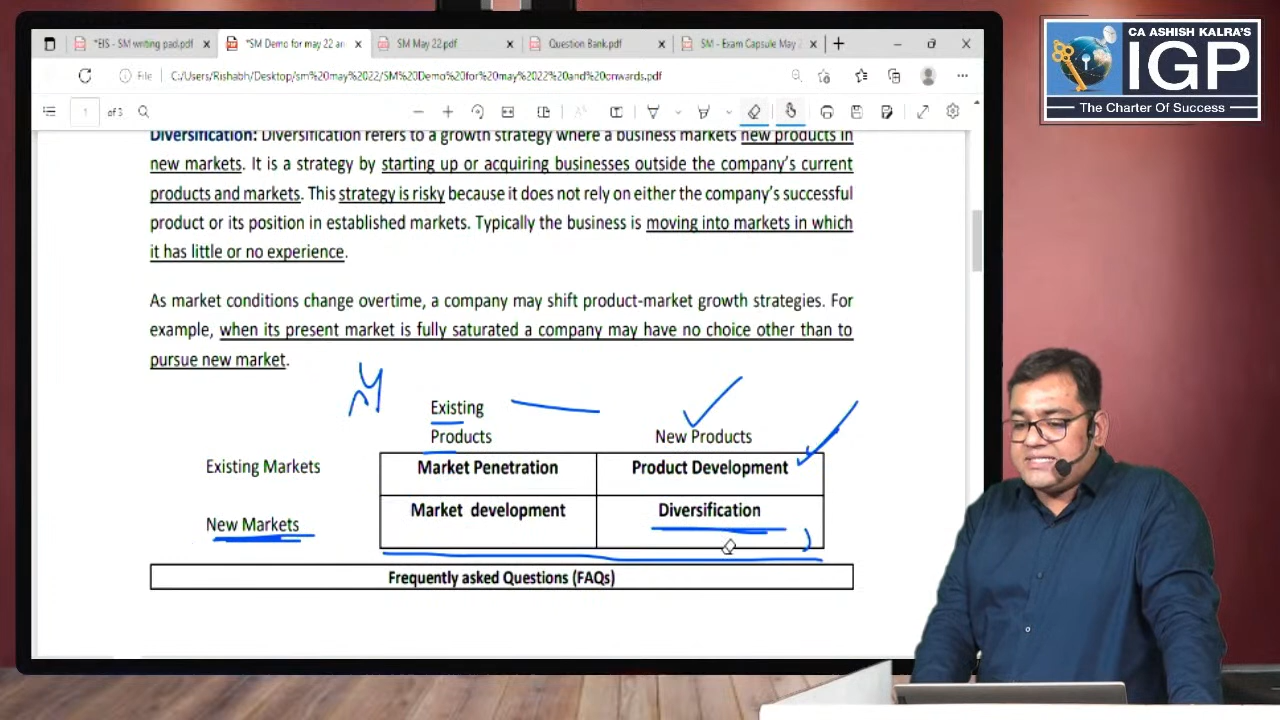 *EIS - SM writing pad.pdf
*SM Demo for may 22 an
SM May 22.pdf
Question Bank.pdf
SM - Exam Capsule May 2
File
C:/Users/Rishabh/Desktop/sm%20may%2022/SM%20Demo%20for%20may%2022%20and%20onwards.pdf
1 of 3
CA ASHISH KALRA'S
IGP
The Charter Of Success
Diversification: Diversification refers to a growth strategy where a business markets new products in
new markets. It is a strategy by starting up or acquiring businesses outside the company's current
products and markets. This strategy is risky because it does not rely on either the company's successful
product or its position in established markets. Typically the business is moving into markets in which
it has little or no experience.
As market conditions change overtime, a company may shift product-market growth strategies. For
example, when its present market is fully saturated a company may have no choice other than to
pursue new market.
Existing
Products
New Products
Existing Markets
Market Penetration
Product Development
New Markets
Market development
Diversification
Frequently asked Questions (FAQs)